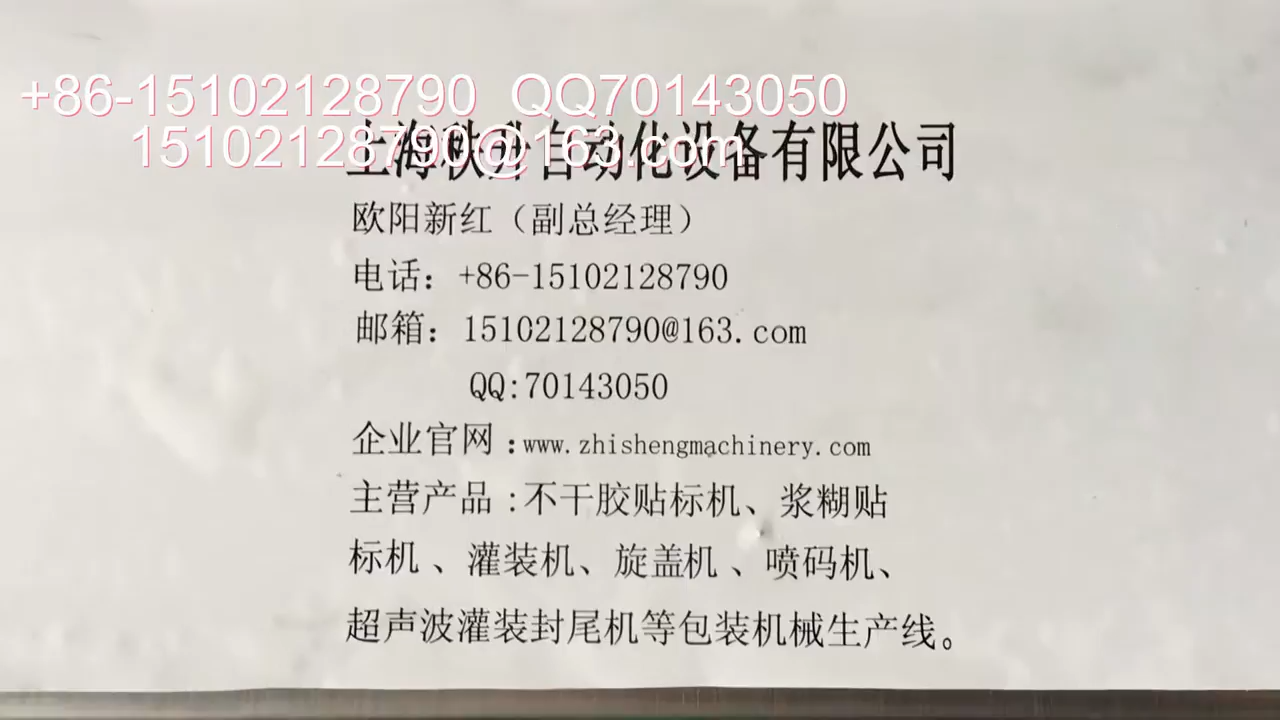 +86-15102128790 QQ70143050
15102128790@163.com
上海秩升自动化设备有限公司
欧阳新红（副总经理）
电话：+86-15102128790
邮箱：15102128790@163.com
QQ:70143050
企业官网:www.zhishengmachinery.com
主营产品:不干胶贴标机、浆糊贴
标机、灌装机、旋盖机、喷码机、
超声波灌装封尾机等包装机械生产线。